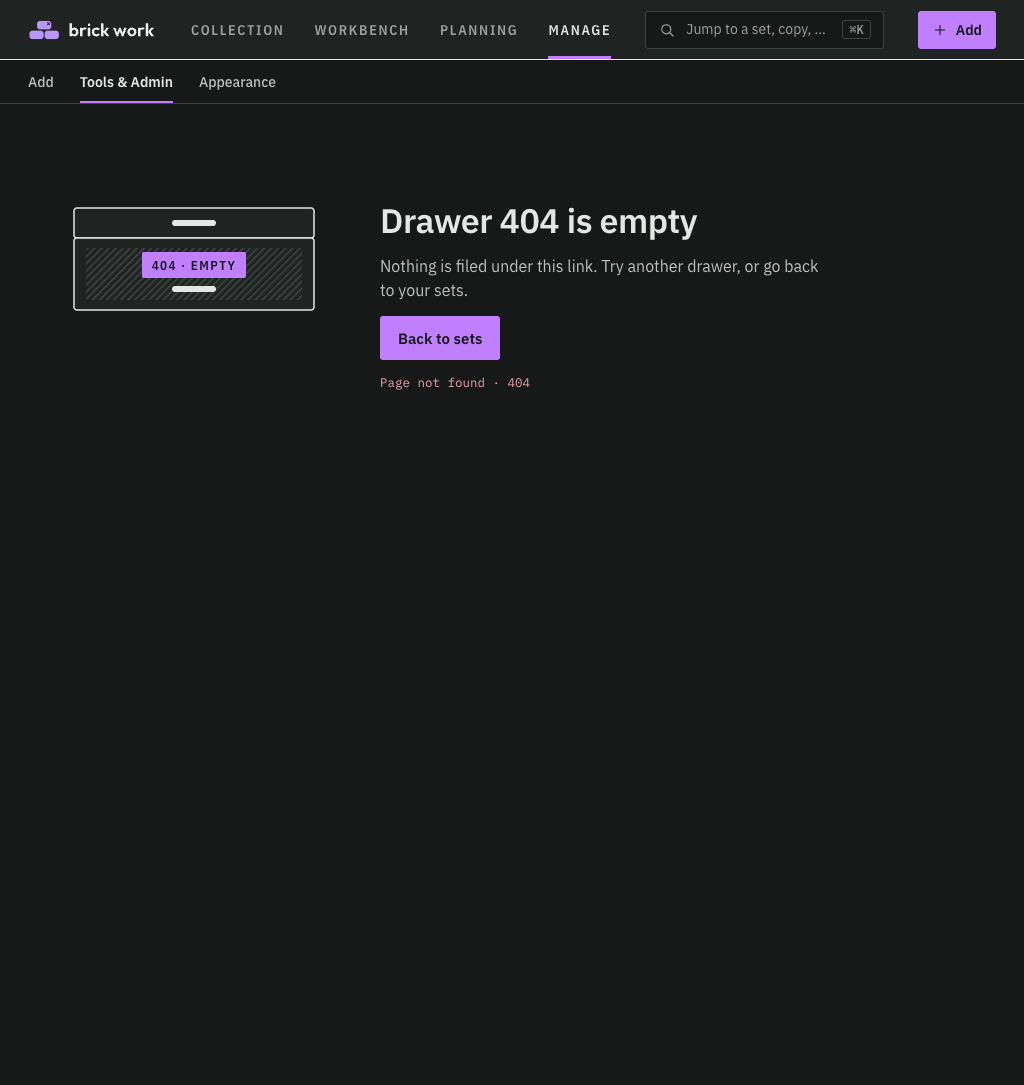 brick work
COLLECTION
WORKBENCH
PLANNING
MANAGE
Jump to a set, copy, ...
⌘K
Add
Add
Tools & Admin
Appearance
404 · EMPTY
Drawer 404 is empty
Nothing is filed under this link. Try another drawer, or go back
to your sets.
Back to sets
Page not found · 404